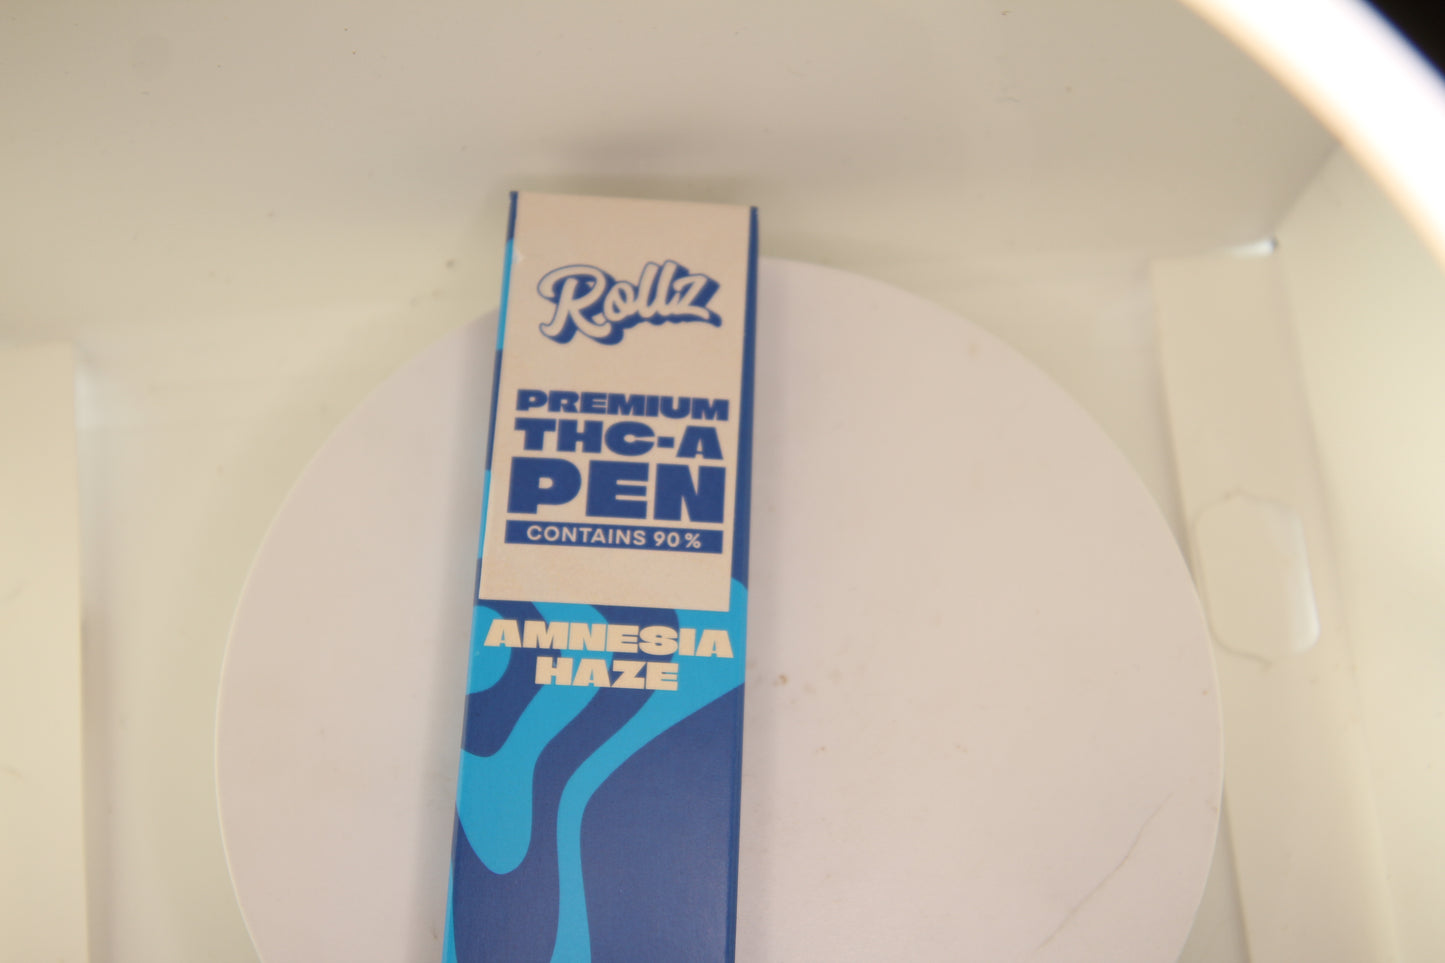 Rollz
PREMIUM
THC-A
PEN
CONTAINS 90%
AMNESIA
HAZE